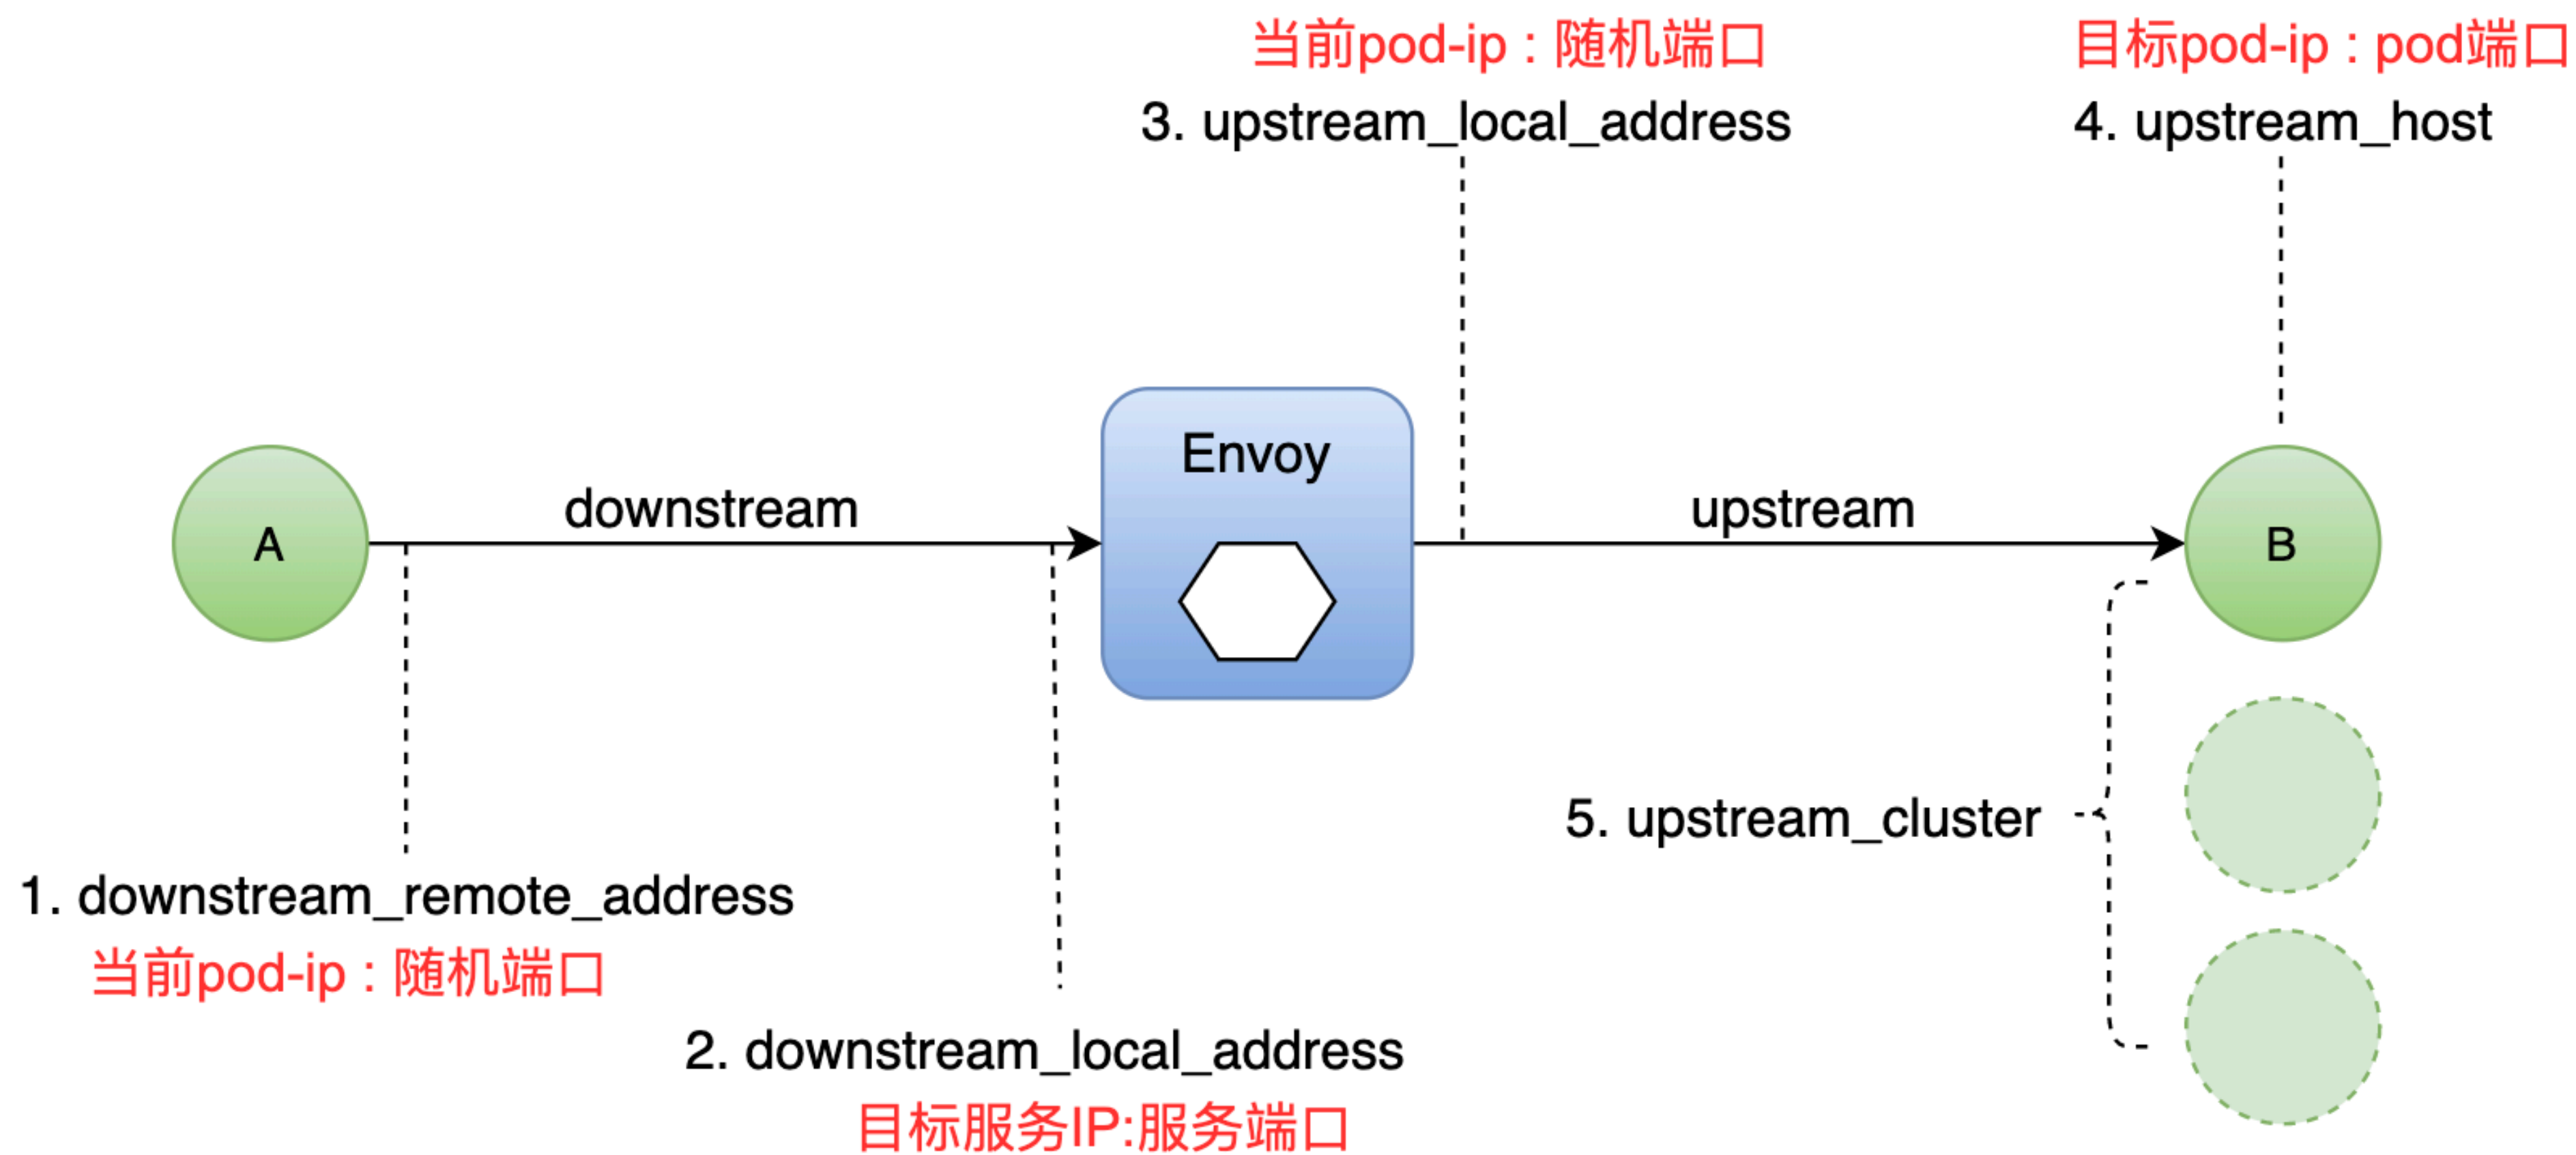 当前pod-ip : 随机端口
目标pod-ip : pod端口
3. upstream_local_address
4. upstream_host
Envoy
downstream
upstream
A
B
5. upstream_cluster
1. downstream_remote_address
当前pod-ip : 随机端口
2. downstream_local_address
目标服务IP:服务端口